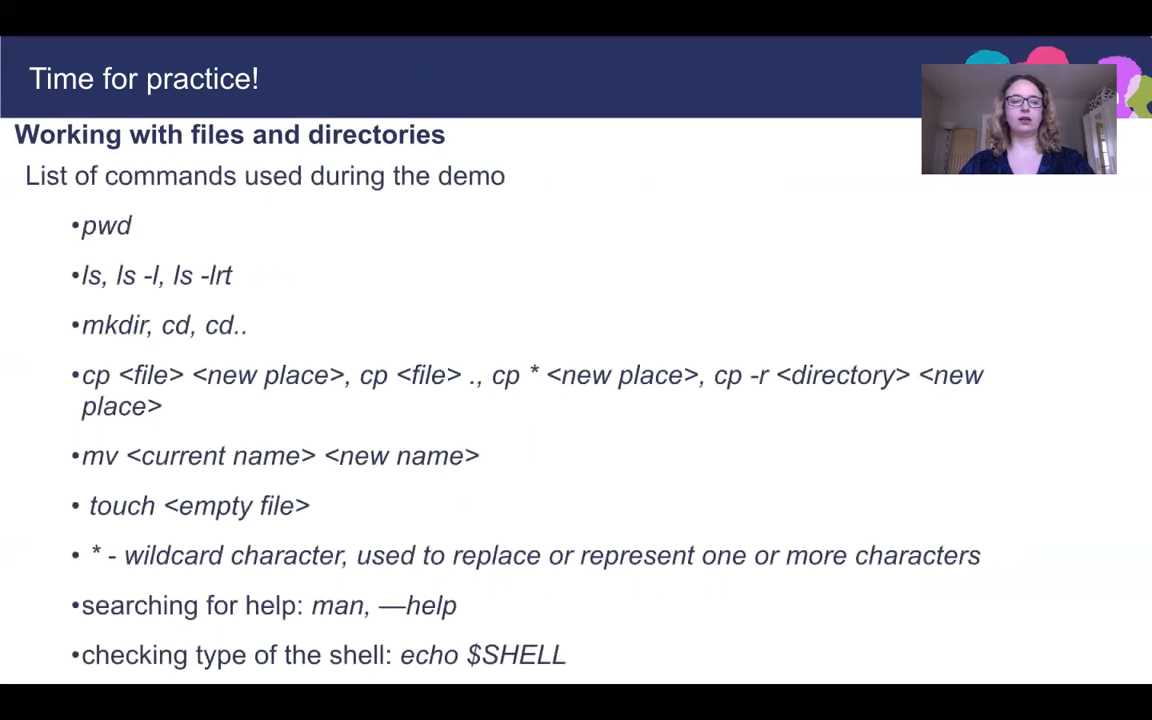 Time for practice!
Working with files and directories
List of commands used during the demo
•pwd
•ls, ls -l, ls -lrt
•mkdir, cd, cd..
•cp <file> <new place>, cp <file> ., cp * <new place>, cp -r <directory> <new
place>
•mv <current name> <new name>
• touch <empty file>
• * - wildcard character, used to replace or represent one or more characters
•searching for help: man, —help
•checking type of the shell: echo $SHELL